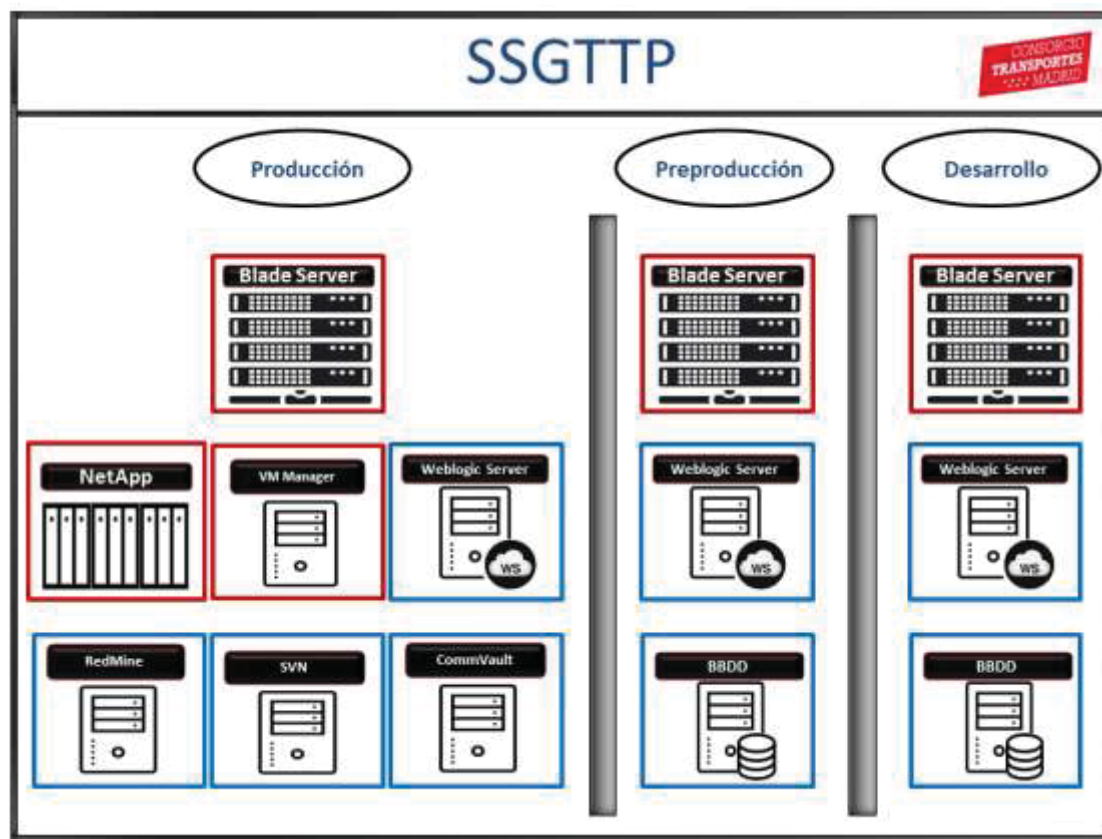 SSGTTP
CONSORCIO
TRANSPORTES
MADRID
Producción
Preproducción
Desarrollo
Blade Server
Blade Server
Blade Server
NetApp
VM Manager
Weblogic Server
Weblogic Server
Weblogic Server
WS
WS
WS
RedMine
SVN
CommVault
BBDD
BBDD